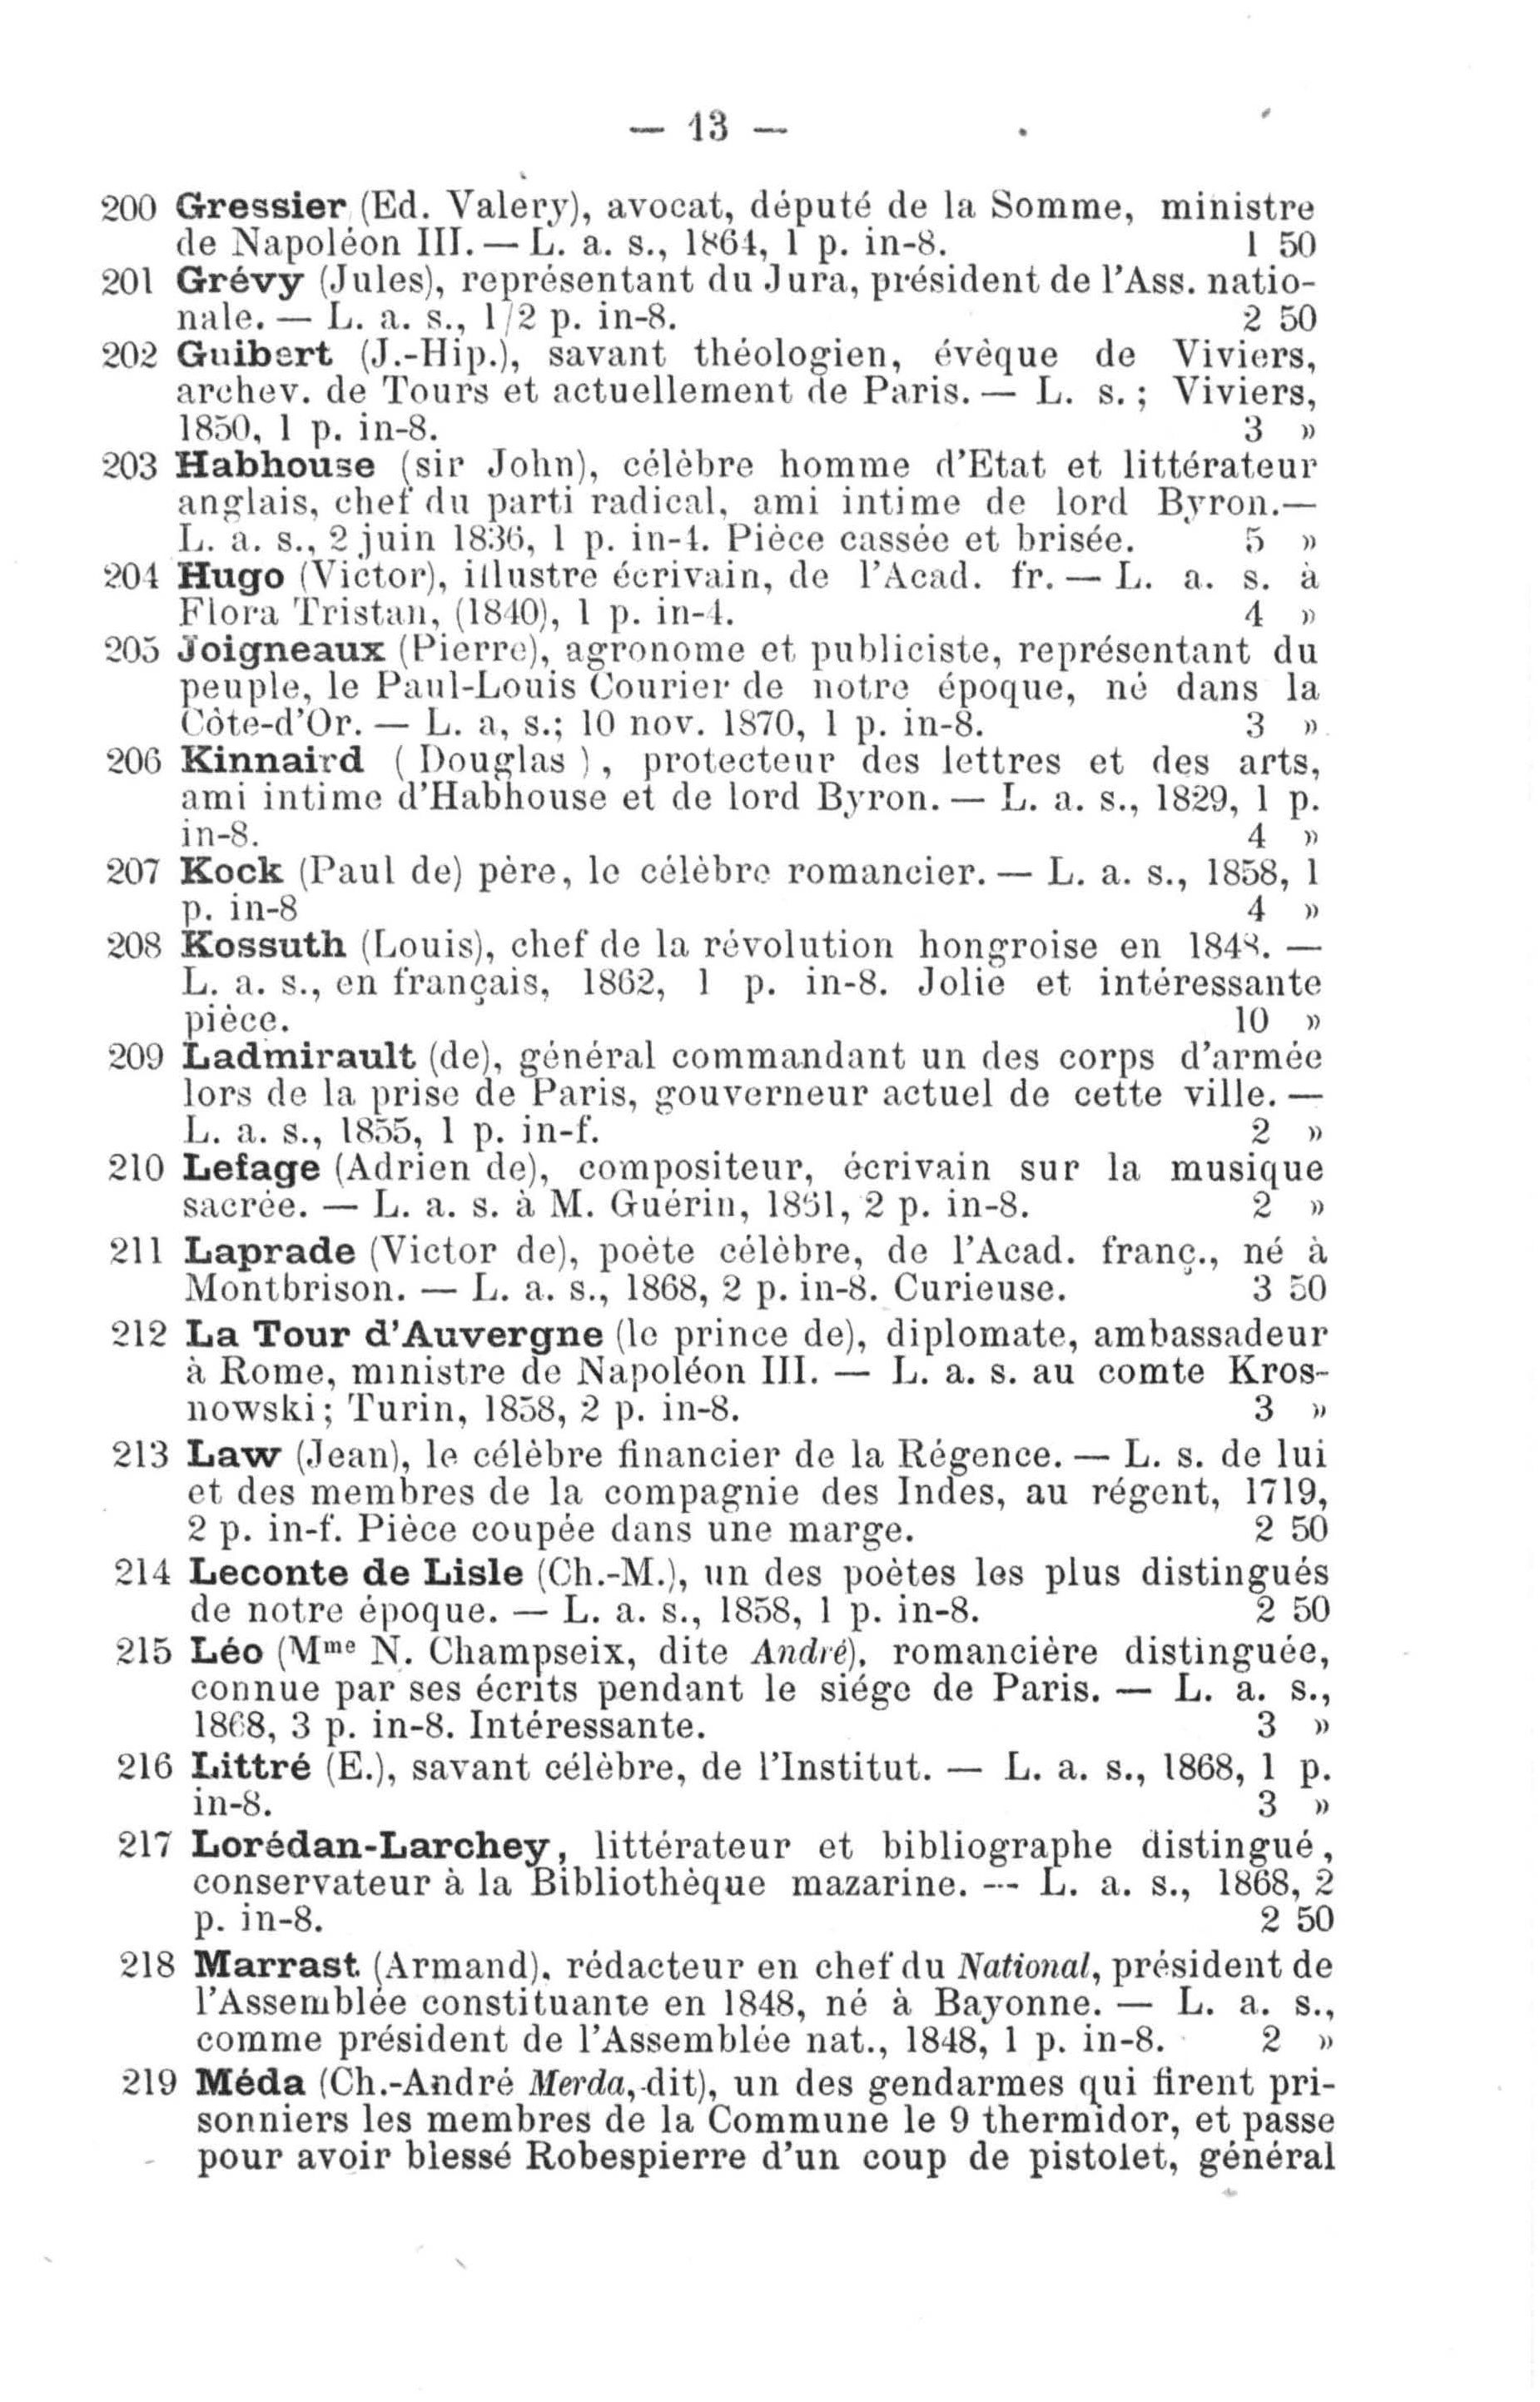 — 13 —
200 Gressier (Ed. Valery), avocat, député de la Somme, ministre
de Napoléon III. — L. a. s., 1864, 1 p. in-8. 1 50
201 Grévy (Jules), représentant du Jura, président de l'Ass. natio-
nale. — L. a. s., 1/2 p. in-8. 2 50
202 Guibert (J.-Hip.), savant théologien, évèque de Viviers,
archev. de Tours et actuellement de Paris. — L. s. ; Viviers,
1850, 1 p. in-8. 3 »
203 Habhouse (sir John), célèbre homme d'Etat et littérateur
anglais, chef du parti radical, ami intime de lord Byron.—
L. a. s., 2 juin 1836, 1 p. in-4. Pièce cassée et brisée. 5 »
204 Hugo (Victor), illustre écrivain, de l'Acad. fr. — L. a. s. à
Flora Tristan, (1840), 1 p. in-4. 4 »
205 Joigneaux (Pierre), agronome et publiciste, représentant du
peuple, le Paul-Louis Courier de notre époque, né dans la
Côte-d'Or. — L. a, s.; 10 nov. 1870, 1 p. in-8. 3 »
206 Kinnaird ( Douglas ), protecteur des lettres et des arts,
ami intime d'Habhouse et de lord Byron. — L. a. s., 1829, 1 p.
in-8. 4 »
207 Kock (Paul de) père, le célèbre romancier. — L. a. s., 1858, 1
p. in-8 4 »
208 Kossuth (Louis), chef de la révolution hongroise en 1848. —
L. a. s., en français, 1862, 1 p. in-8. Jolie et intéressante
pièce. 10 »
209 Ladmirault (de), général commandant un des corps d'armée
lors de la prise de Paris, gouverneur actuel de cette ville. —
L. a. s., 1855, 1 p. in-f. 2 »
210 Lefage (Adrien de), compositeur, écrivain sur la musique
sacrée. — L. a. s. à M. Guérin, 1851, 2 p. in-8. 2 »
211 Laprade (Victor de), poète célèbre, de l'Acad. franç., né à
Montbrison. — L. a. s., 1868, 2 p. in-8. Curieuse. 3 50
212 La Tour d'Auvergne (le prince de), diplomate, ambassadeur
à Rome, ministre de Napoléon III. — L. a. s. au comte Kros-
nowski; Turin, 1858, 2 p. in-8. 3 »
213 Law (Jean), le célèbre financier de la Régence. — L. s. de lui
et des membres de la compagnie des Indes, au régent, 1719,
2 p. in-f. Pièce coupée dans une marge. 2 50
214 Leconte de Lisle (Ch.-M.), un des poètes les plus distingués
de notre époque. — L. a. s., 1858, 1 p. in-8. 2 50
215 Léo (Mme N. Champseix, dite André), romancière distinguée,
connue par ses écrits pendant le siége de Paris. — L. a. s.,
1868, 3 p. in-8. Intéressante. 3 »
216 Littré (E.), savant célèbre, de l'Institut. — L. a. s., 1868, 1 p.
in-8. 3 »
217 Lorédan-Larchey, littérateur et bibliographe distingué,
conservateur à la Bibliothèque mazarine. — L. a. s., 1868, 2
p. in-8. 2 50
218 Marrast (Armand), rédacteur en chef du National, président de
l'Assemblée constituante en 1848, né à Bayonne. — L. a. s.,
comme président de l'Assemblée nat., 1848, 1 p. in-8. 2 »
219 Méda (Ch.-André Merda, dit), un des gendarmes qui firent pri-
sonniers les membres de la Commune le 9 thermidor, et passe
pour avoir blessé Robespierre d'un coup de pistolet, général